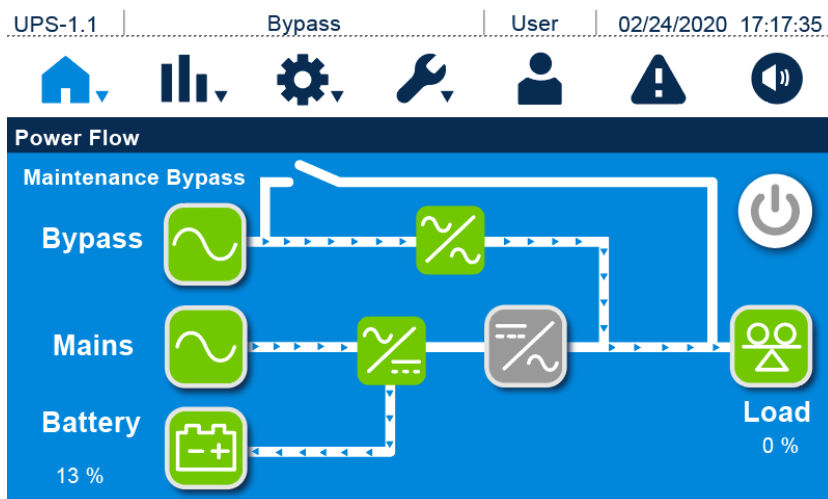 UPS-1.1 Bypass User 02/24/2020 17:17:35
Power Flow
Maintenance Bypass
Bypass
Mains
Battery
13 %
Load
0 %